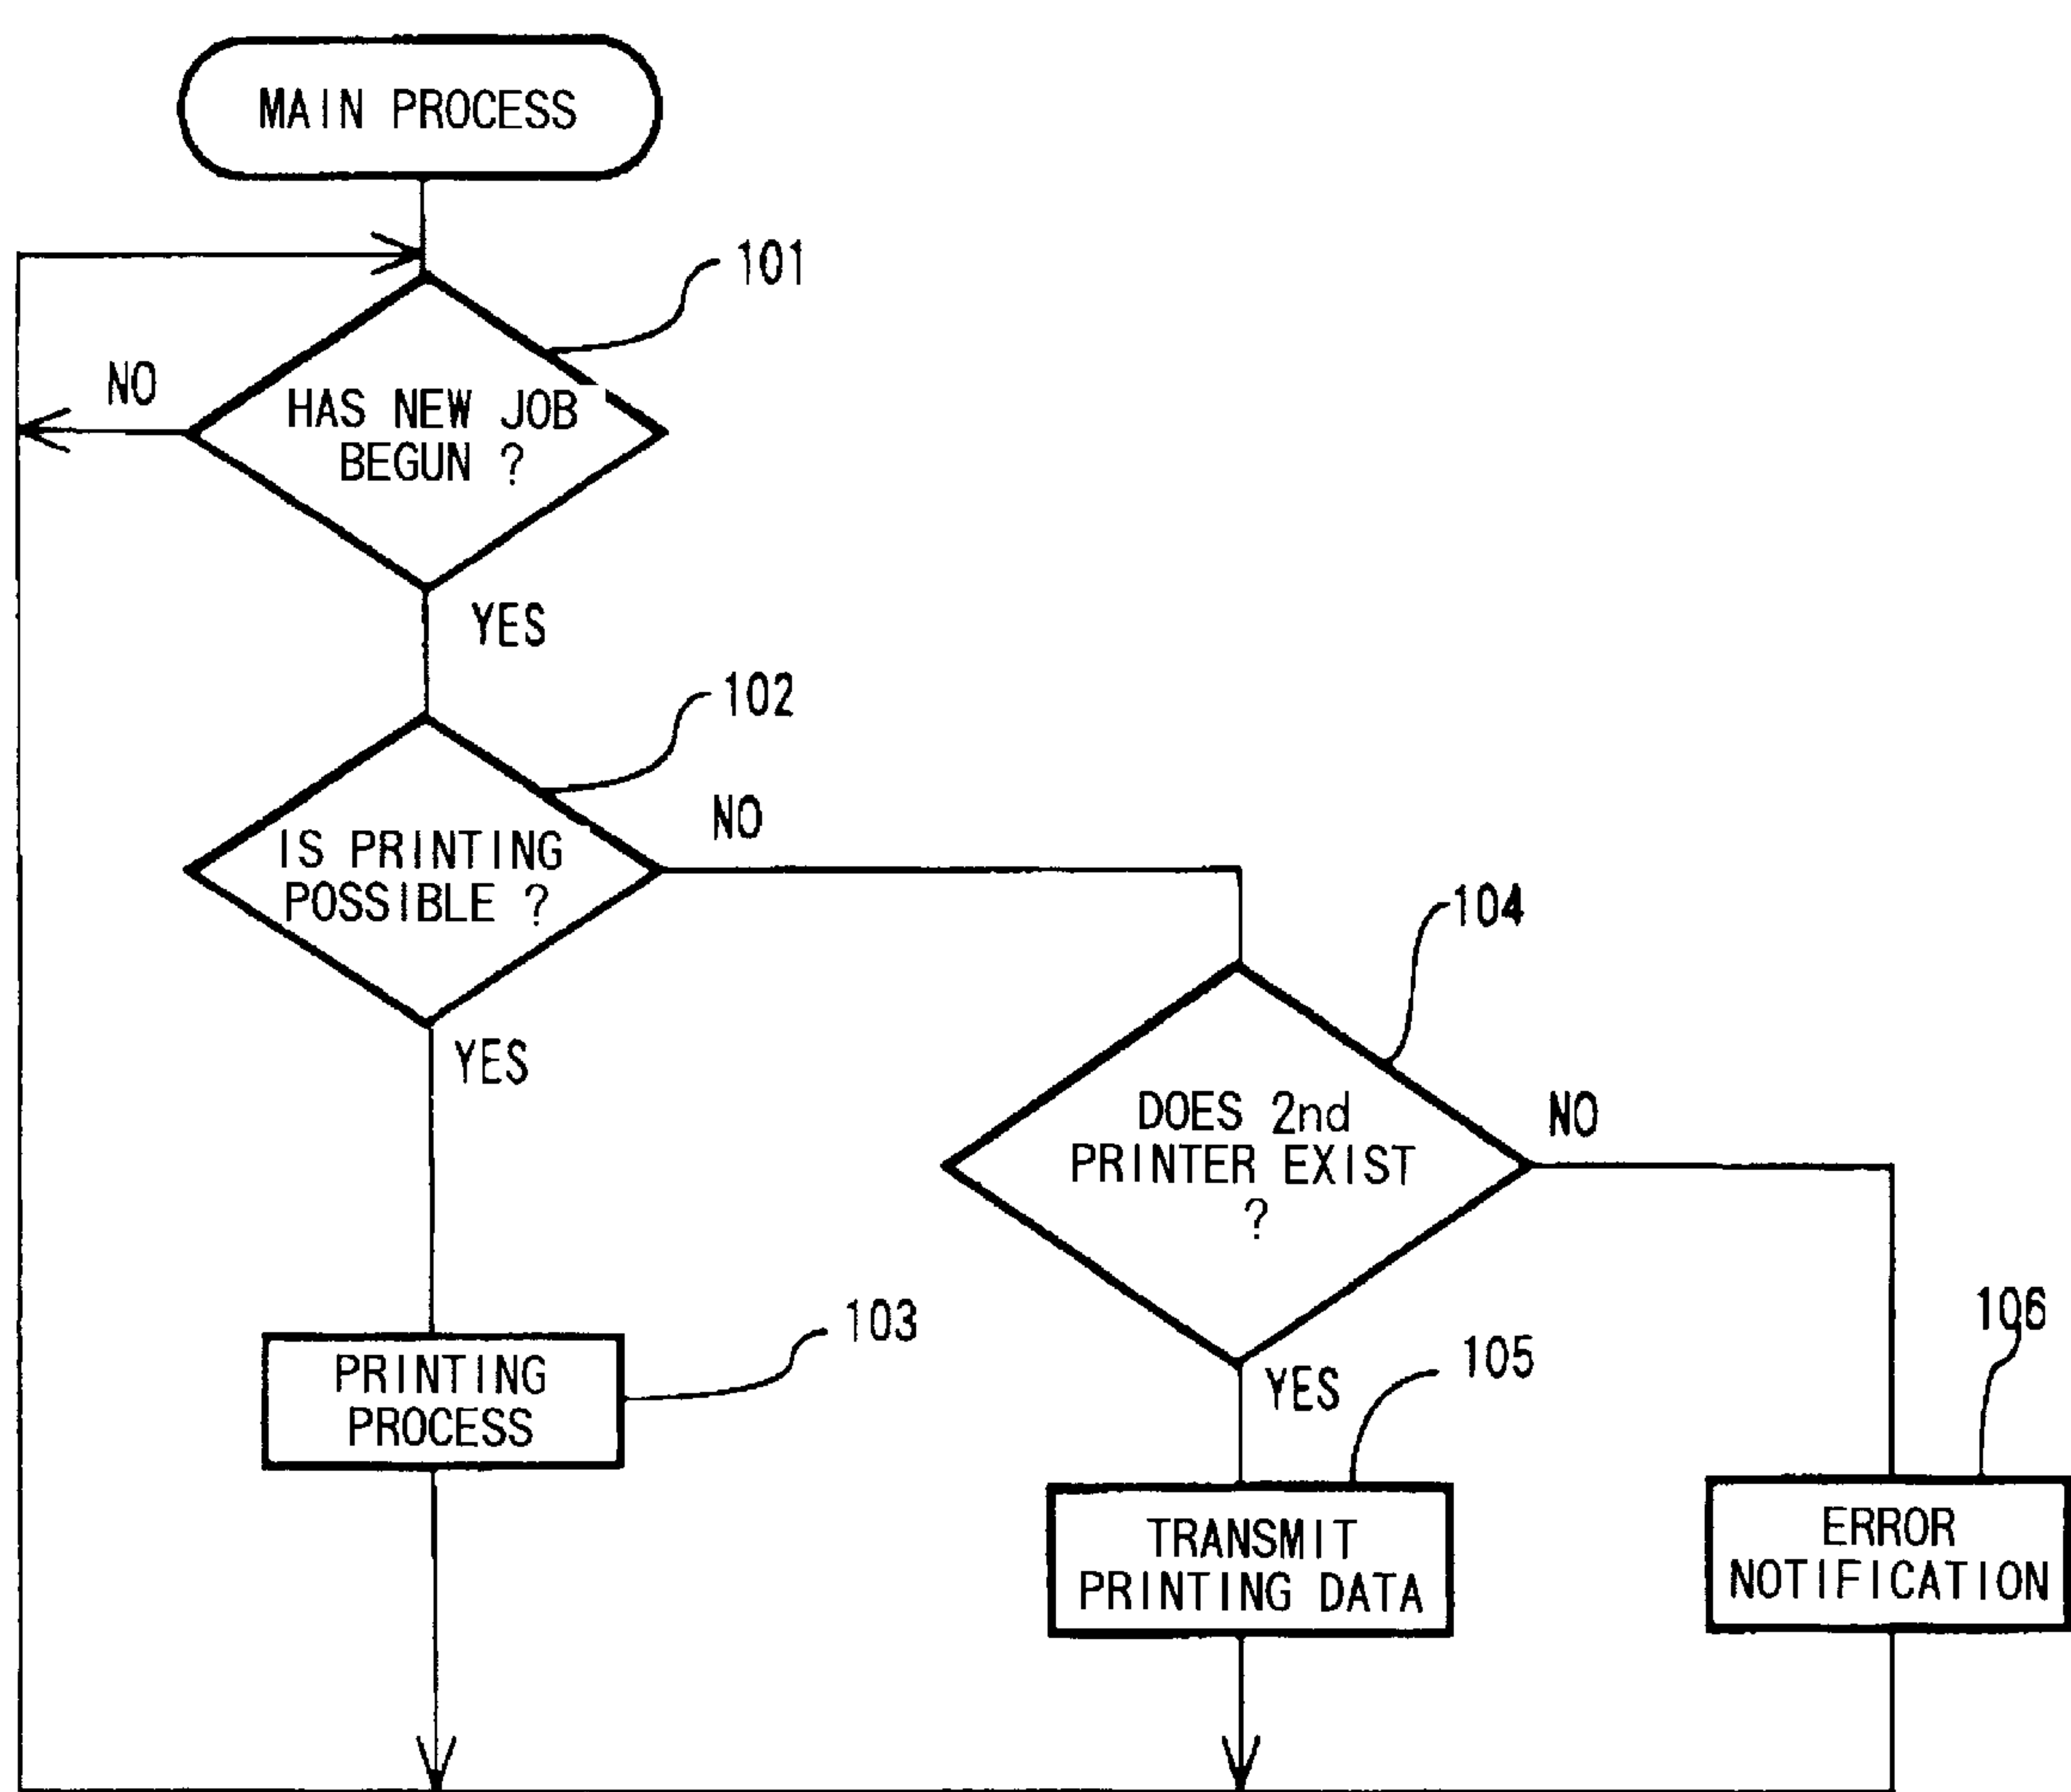 MAIN PROCESS
101
NO
HAS NEW JOB
BEGUN ?
YES
102
NO
IS PRINTING
POSSIBLE ?
YES
104
DOES 2nd
PRINTER EXIST
?
NO
YES
103
PRINTING
PROCESS
105
TRANSMIT
PRINTING DATA
106
ERROR
NOTIFICATION